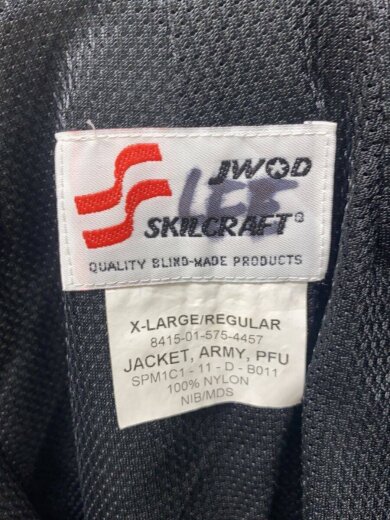 JWOD
LEE
SKILCRAFT®
QUALITY BLIND-MADE PRODUCTS
X-LARGE/REGULAR
8415-01-575-4457
JACKET, ARMY, PFU
SPM1C1 - 11 - D - B011
100% NYLON
NIB/MDS